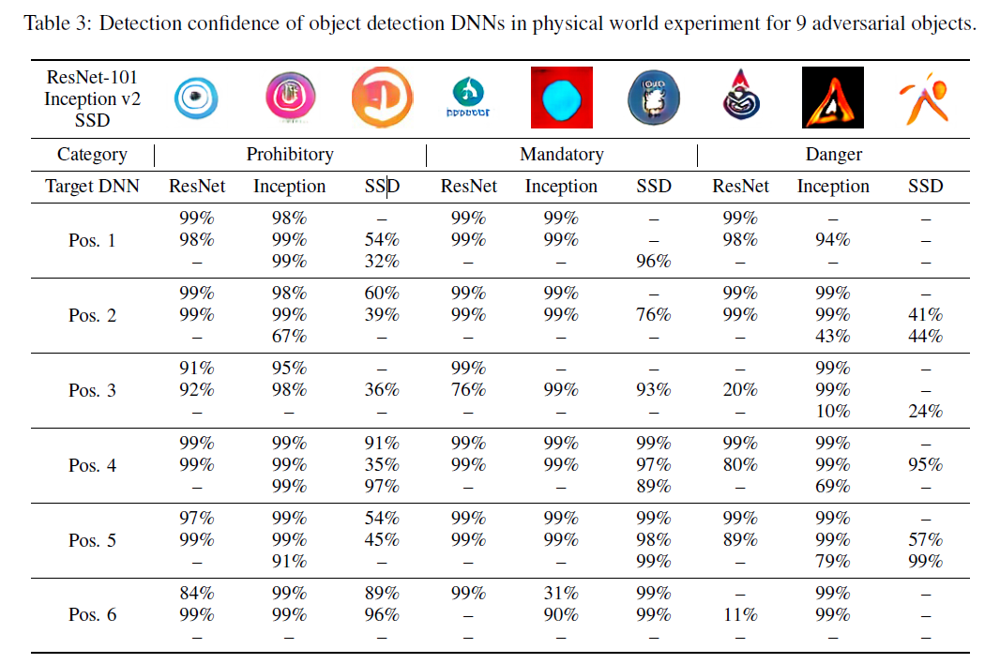 Table 3: Detection confidence of object detection DNNs in physical world experiment for 9 adversarial objects.
ResNet-101
Inception v2
SSD
Category Prohibitory Mandatory Danger
Target DNN ResNet Inception SSD ResNet Inception SSD ResNet Inception SSD
99% 98% – 99% 99% – 99% – –
Pos. 1 98% 99% 54% 99% 99% – 98% 94% –
– 99% 32% – – 96% – – –
99% 98% 60% 99% 99% – 99% 99% –
Pos. 2 99% 99% 39% 99% 99% 76% 99% 99% 41%
– 67% – – – – – 43% 44%
91% 95% – 99% – – – 99% –
Pos. 3 92% 98% 36% 76% 99% 93% 20% 99% –
– – – – – – – 10% 24%
99% 99% 91% 99% 99% 99% 99% 99% –
Pos. 4 99% 99% 35% 99% 99% 97% 80% 99% 95%
– 99% 97% – – 89% – 69% –
97% 99% 54% 99% 99% 99% 99% 99% –
Pos. 5 99% 99% 45% 99% 99% 98% 89% 99% 57%
– 91% – – – 99% – 79% 99%
84% 99% 89% 99% 31% 99% – 99% –
Pos. 6 99% 99% 96% – 90% 99% 11% 99% –
– – – – – – – – –